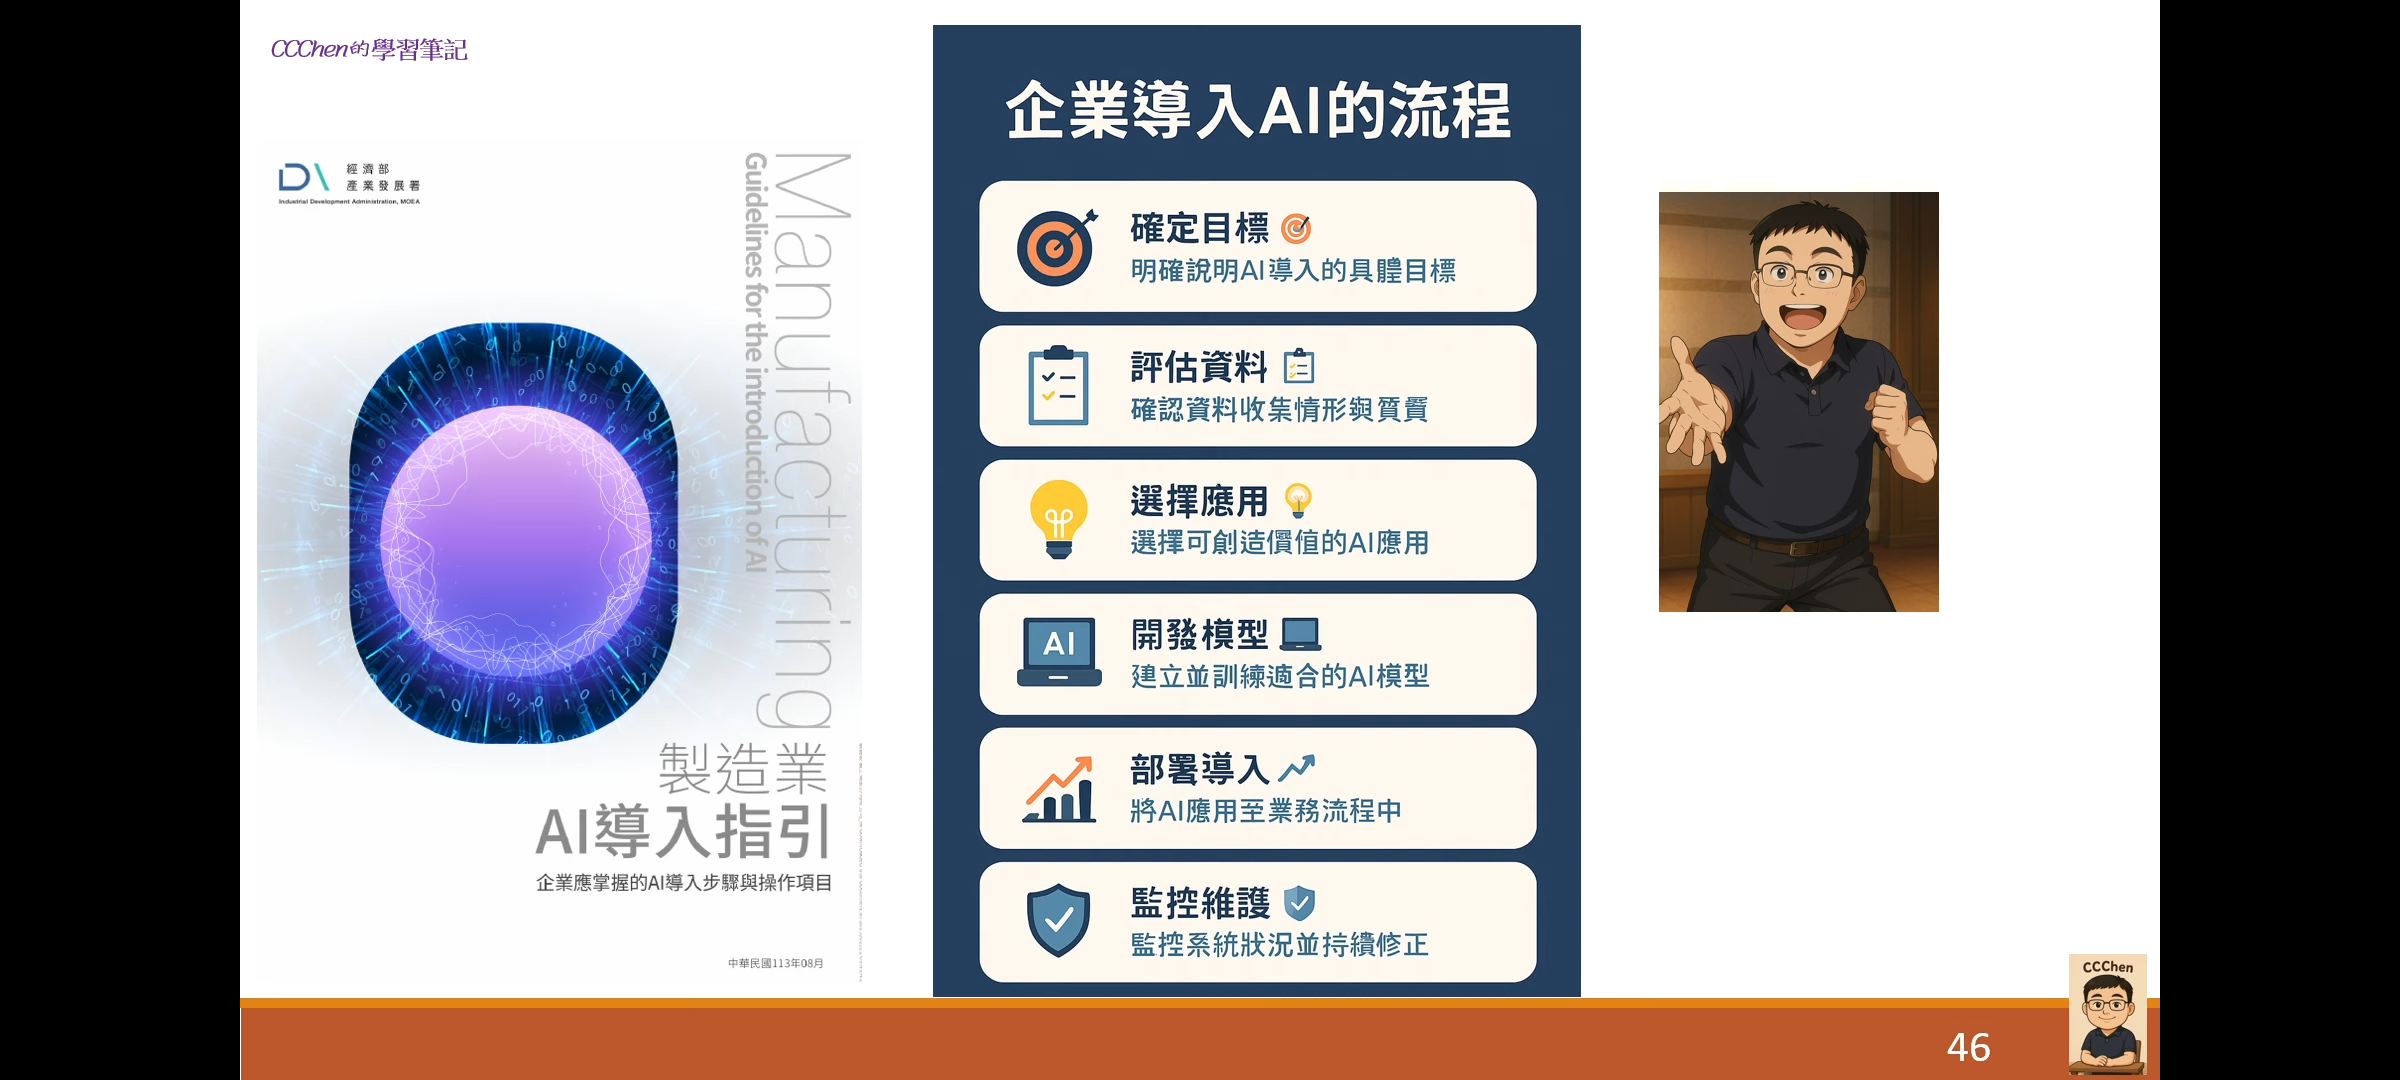 CCChen的學習筆記
經濟部
產業發展署
Industrial Development Administration, MOEA
Manufacturing
Guidelines for the introduction of AI
製造業
AI導入指引
企業應掌握的AI導入步驟與操作項目
中華民國113年08月
企業導入AI的流程
確定目標
明確說明AI導入的具體目標
評估資料
確認資料收集情形與質
選擇應用
選擇可創造價值的AI應用
AI
開發模型
建立並訓練適合的AI模型
部署導入
將AI應用至業務流程中
監控維護
監控系統狀況並持續修正
CCChen
46